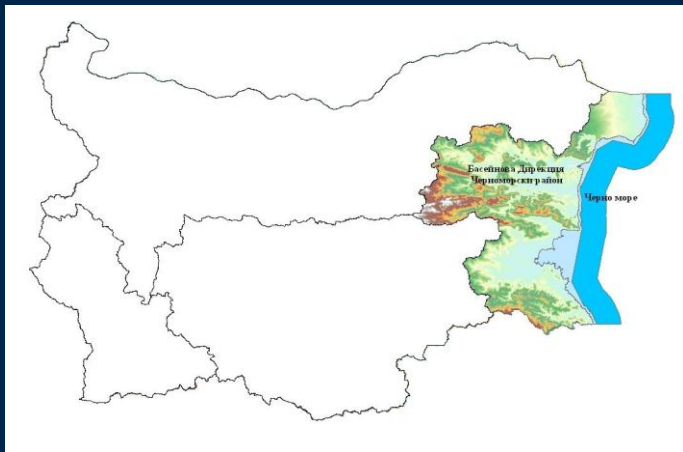 Басейнова Дирекция
Черноморски район
Черно море